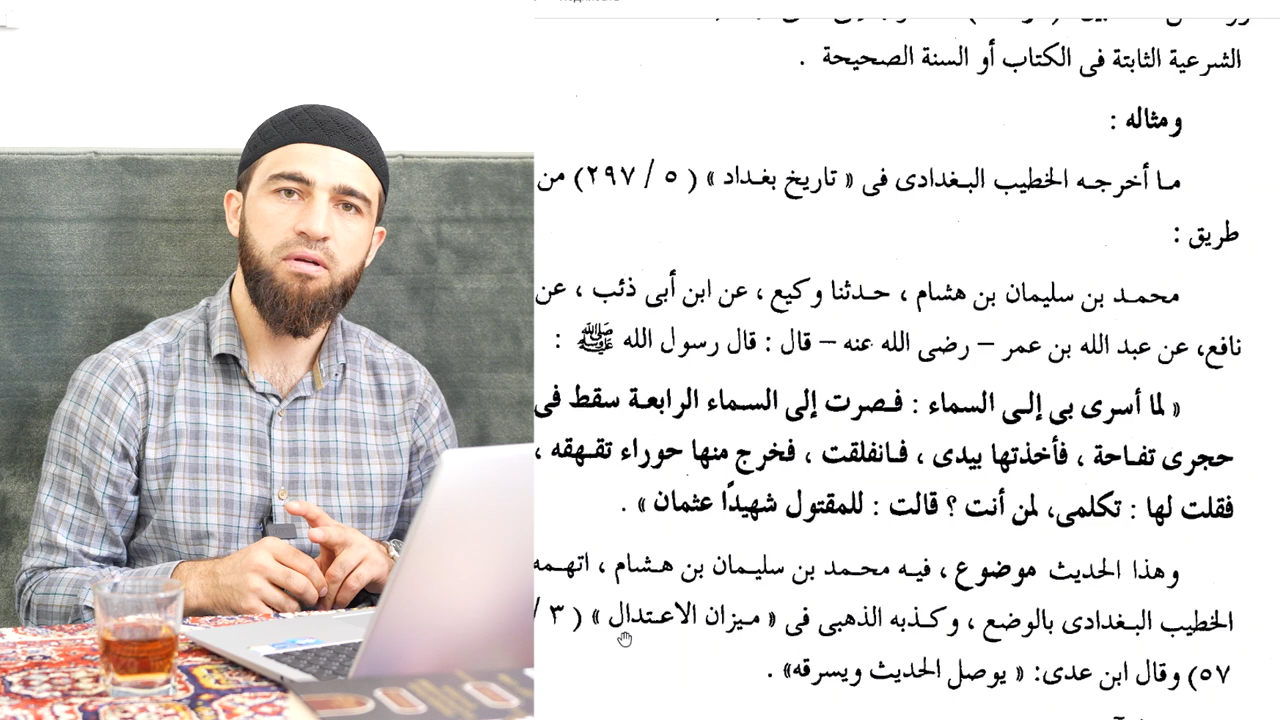 الشرعية الثابتة فى الكتاب أو السنة الصحيحة .
ومثاله :
ما أخرجه الخطيب البغدادى فى « تاريخ بغداد » ( ٥ / ٢٩٧) من
طريق :
محمد بن سليمان بن هشام ، حدثنا وكيع ، عن ابن أبى ذئب ، عن
نافع، عن عبد الله بن عمر – رضى الله عنه – قال : قال رسول الله ﷺ :
« لما أسرى بى إلى السماء : فصرت إلى السماء الرابعة سقط فى
حجرى تفاحة ، فأخذتها بيدى ، فانفلقت ، فخرج منها حوراء تقهقه ،
فقلت لها : تكلمى، لمن أنت ؟ قالت : للمقتول شهيدًا عثمان » .
وهذا الحديث موضوع ، فيه محمد بن سليمان بن هشام ، اتهمه
الخطيب البغدادى بالوضع ، وكذبه الذهبى فى « ميزان الاعتدال » ( ٣ /
٥٧) وقال ابن عدى: « يوصل الحديث ويسرقه» .